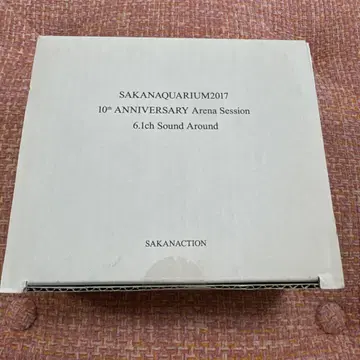 SAKANAQUARIUM2017
10th ANNIVERSARY Arena Session
6.1ch Sound Around
SAKANACTION